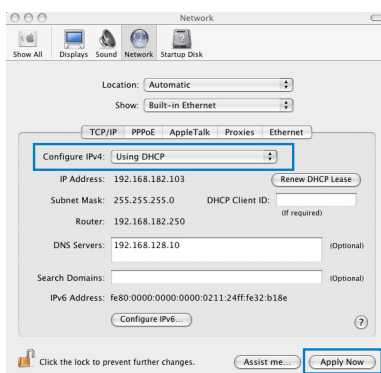 Network
Show All Displays Sound Network Startup Disk
Location: Automatic
Show: Built-in Ethernet
TCP/IP PPPoE AppleTalk Proxies Ethernet
Configure IPv4: Using DHCP
IP Address: 192.168.182.103 Renew DHCP Lease
Subnet Mask: 255.255.255.0 DHCP Client ID:
(If required)
Router: 192.168.182.250
DNS Servers: 192.168.128.10 (Optional)
Search Domains: (Optional)
IPv6 Address: fe80:0000:0000:0000:0211:24ff:fe32:b18e
Configure IPv6... ?
Click the lock to prevent further changes. Assist me... Apply Now